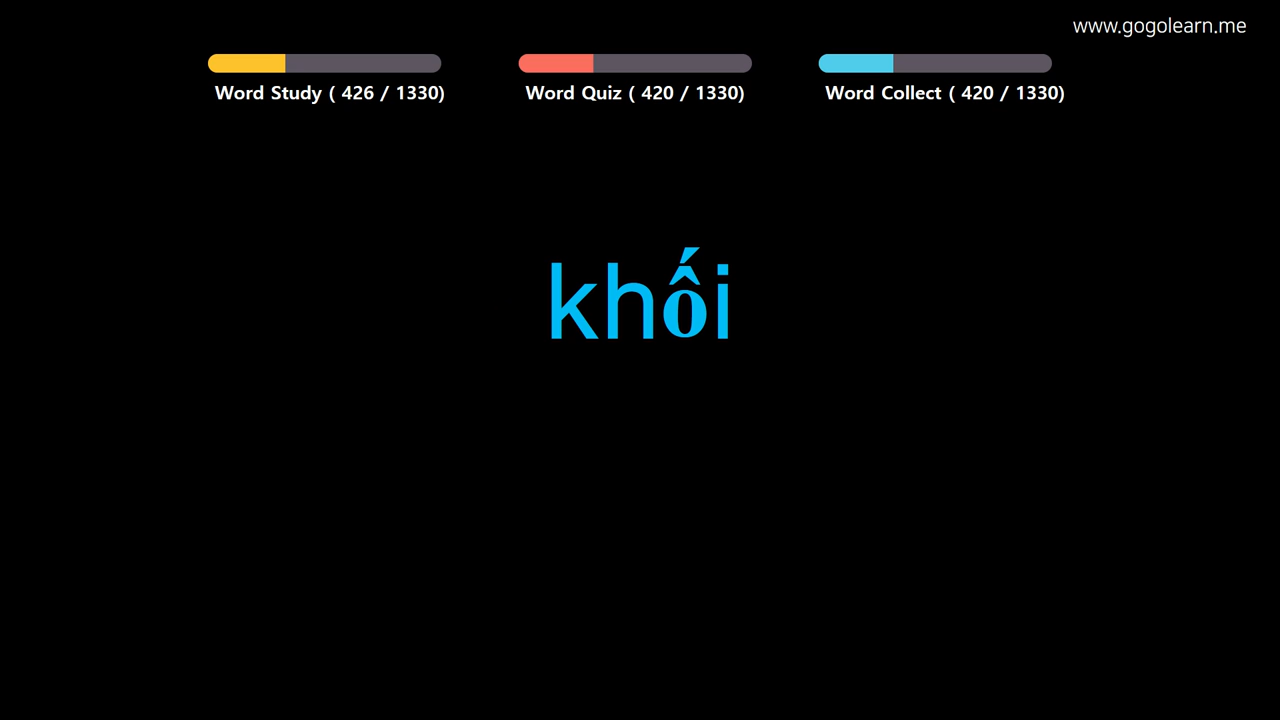 www.gogolearn.me
Word Study ( 426 / 1330)
Word Quiz ( 420 / 1330)
Word Collect ( 420 / 1330)
khối